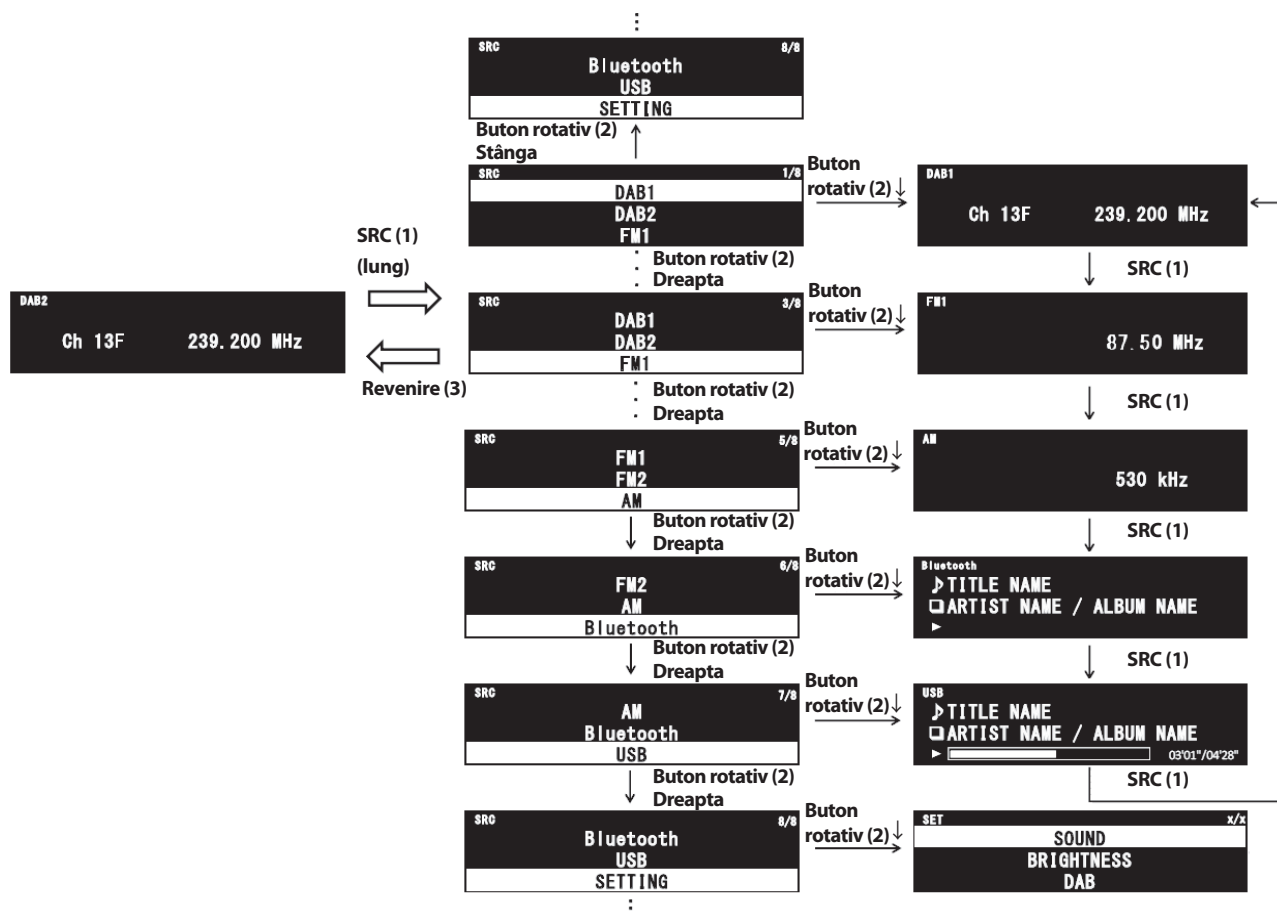 SRC 8/8
Bluetooth
USB
SETTING
Buton rotativ (2)
Stânga
SRC 1/8
DAB1
DAB2
FM1
Buton
rotativ (2)
DAB1
Ch 13F 239.200 MHz
SRC (1)
(lung)
Buton rotativ (2)
Dreapta
SRC (1)
DAB2
Ch 13F 239.200 MHz
Revenire (3)
SRC 3/8
DAB1
DAB2
FM1
Buton
rotativ (2)
FM1
87.50 MHz
Buton rotativ (2)
Dreapta
SRC (1)
SRC 5/8
FM1
FM2
AM
Buton
rotativ (2)
AM
530 kHz
Buton rotativ (2)
Dreapta
SRC (1)
SRC 6/8
FM2
AM
Bluetooth
Buton
rotativ (2)
Bluetooth
TITLE NAME
ARTIST NAME / ALBUM NAME
Buton rotativ (2)
Dreapta
SRC (1)
SRC 7/8
AM
Bluetooth
USB
Buton
rotativ (2)
USB
TITLE NAME
ARTIST NAME / ALBUM NAME
03'01"/04'28"
Buton rotativ (2)
Dreapta
SRC (1)
SRC 8/8
Bluetooth
USB
SETTING
Buton
rotativ (2)
SET x/x
SOUND
BRIGHTNESS
DAB